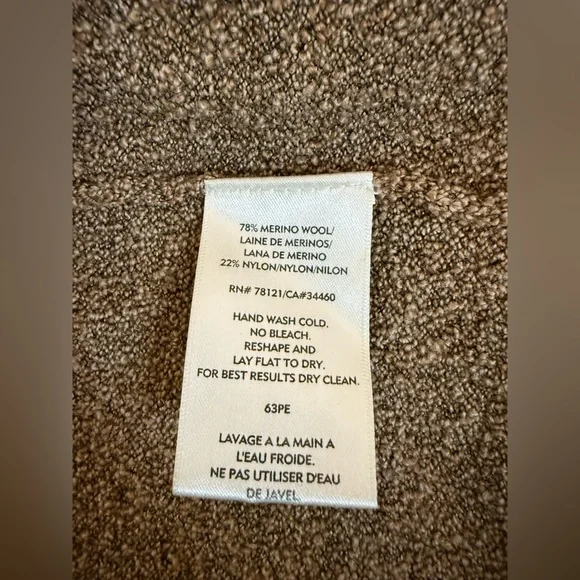 78% MERINO WOOL/
LAINE DE MERINOS/
LANA DE MERINO
22% NYLON/NYLON/NILON
RN# 78121/CA#34460
HAND WASH COLD.
NO BLEACH.
RESHAPE AND
LAY FLAT TO DRY.
FOR BEST RESULTS DRY CLEAN.
63PE
LAVAGE A LA MAIN A
L'EAU FROIDE.
NE PAS UTILISER D'EAU
DE JAVEL.